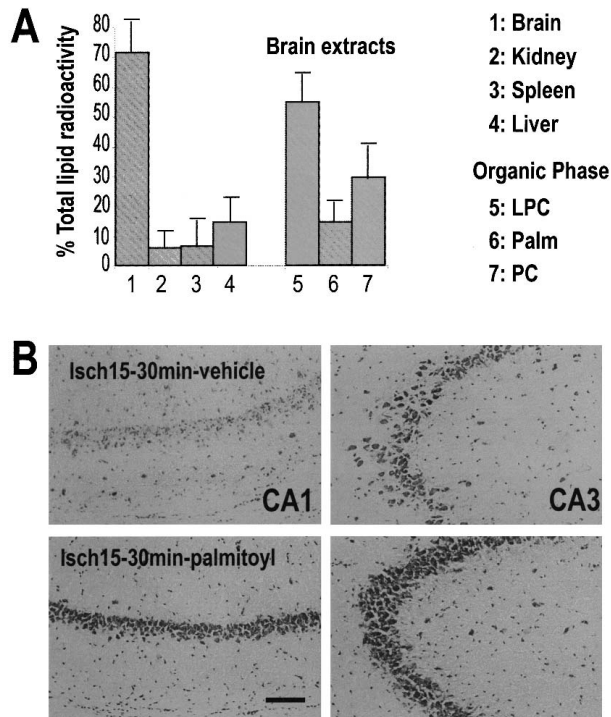 A
% Total lipid radioactivity
80
70
60
50
40
30
20
10
0
Brain extracts
1 2 3 4 5 6 7
1: Brain
2: Kidney
3: Spleen
4: Liver
Organic Phase
5: LPC
6: Palm
7: PC
B
Isch15-30min-vehicle
CA1
CA3
Isch15-30min-palmitoyl